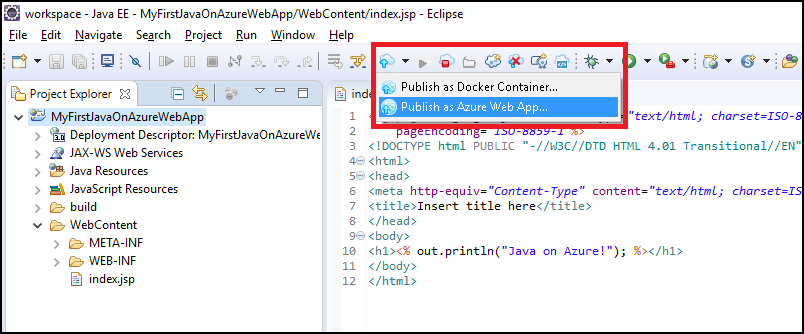 workspace - Java EE - MyFirstJavaOnAzureWebApp/WebContent/index.jsp - Eclipse
File Edit Navigate Search Project Run Window Help
Publish as Docker Container...
Publish as Azure Web App...
Project Explorer
MyFirstJavaOnAzureWebApp
Deployment Descriptor: MyFirstJavaOnAzureWe
JAX-WS Web Services
Java Resources
JavaScript Resources
build
WebContent
META-INF
WEB-INF
index.jsp
1 ="text/html; charset=ISO-8
2 pageEncoding="ISO-8859-1"%>
3 <!DOCTYPE html PUBLIC "-//W3C//DTD HTML 4.01 Transitional//EN"
4 <html>
5 <head>
6 <meta http-equiv="Content-Type" content="text/html; charset=IS
7 <title>Insert title here</title>
8 </head>
9 <body>
10 <h1><% out.println("Java on Azure!"); %></h1>
11 </body>
12 </html>